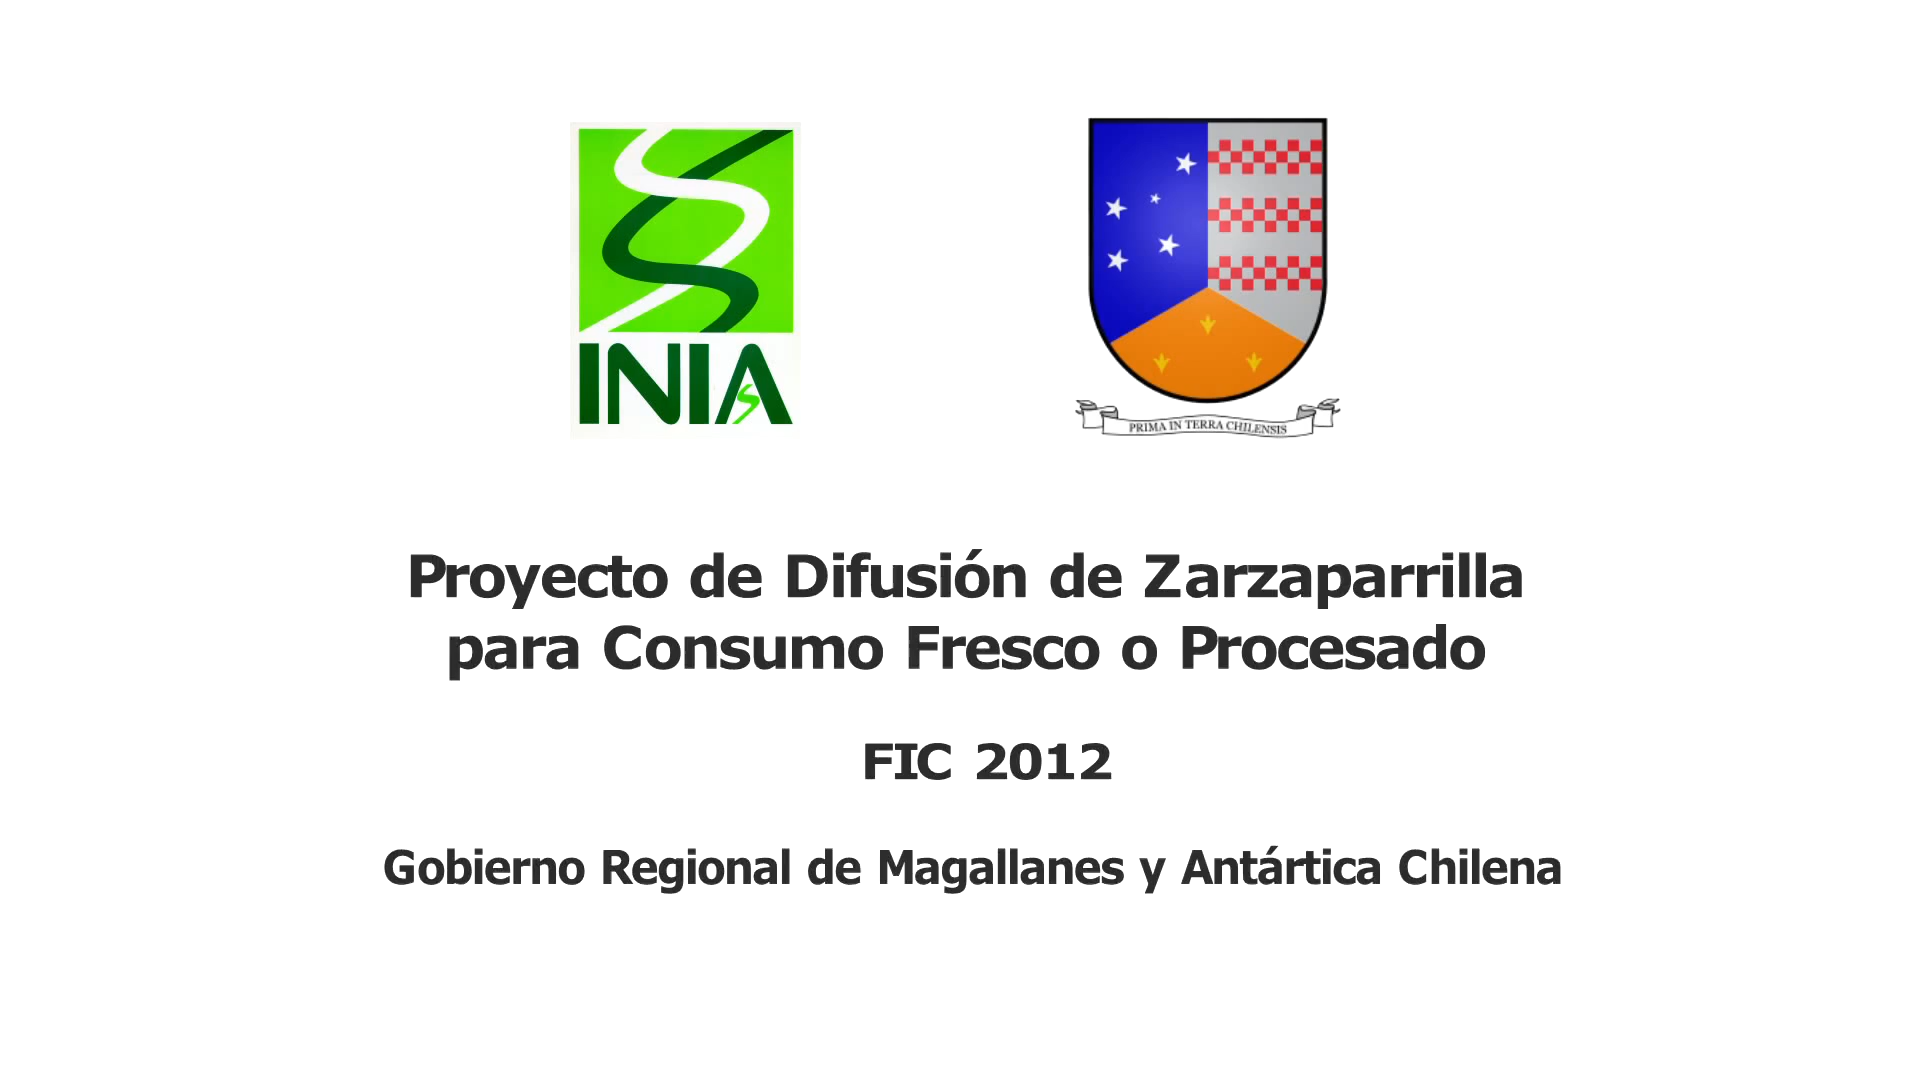 INIA
PRIMA IN TERRA CHILENSIS
Proyecto de Difusión de Zarzaparrilla
para Consumo Fresco o Procesado
FIC 2012
Gobierno Regional de Magallanes y Antártica Chilena